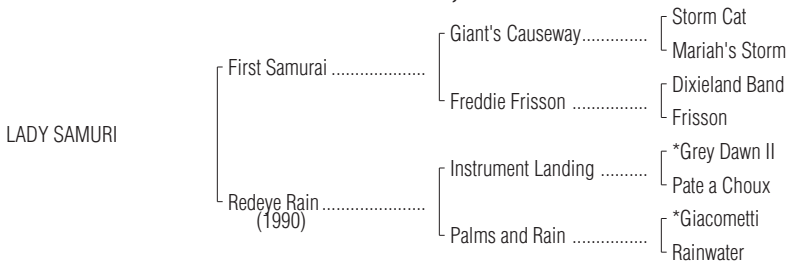 Storm Cat
Giant's Causeway..............
Mariah's Storm
First Samurai ....................
Dixieland Band
Freddie Frisson ................
Frisson
LADY SAMURI
*Grey Dawn II
Instrument Landing ..........
Pate a Choux
Redeye Rain......................
(1990)
*Giacometti
Palms and Rain ................
Rainwater